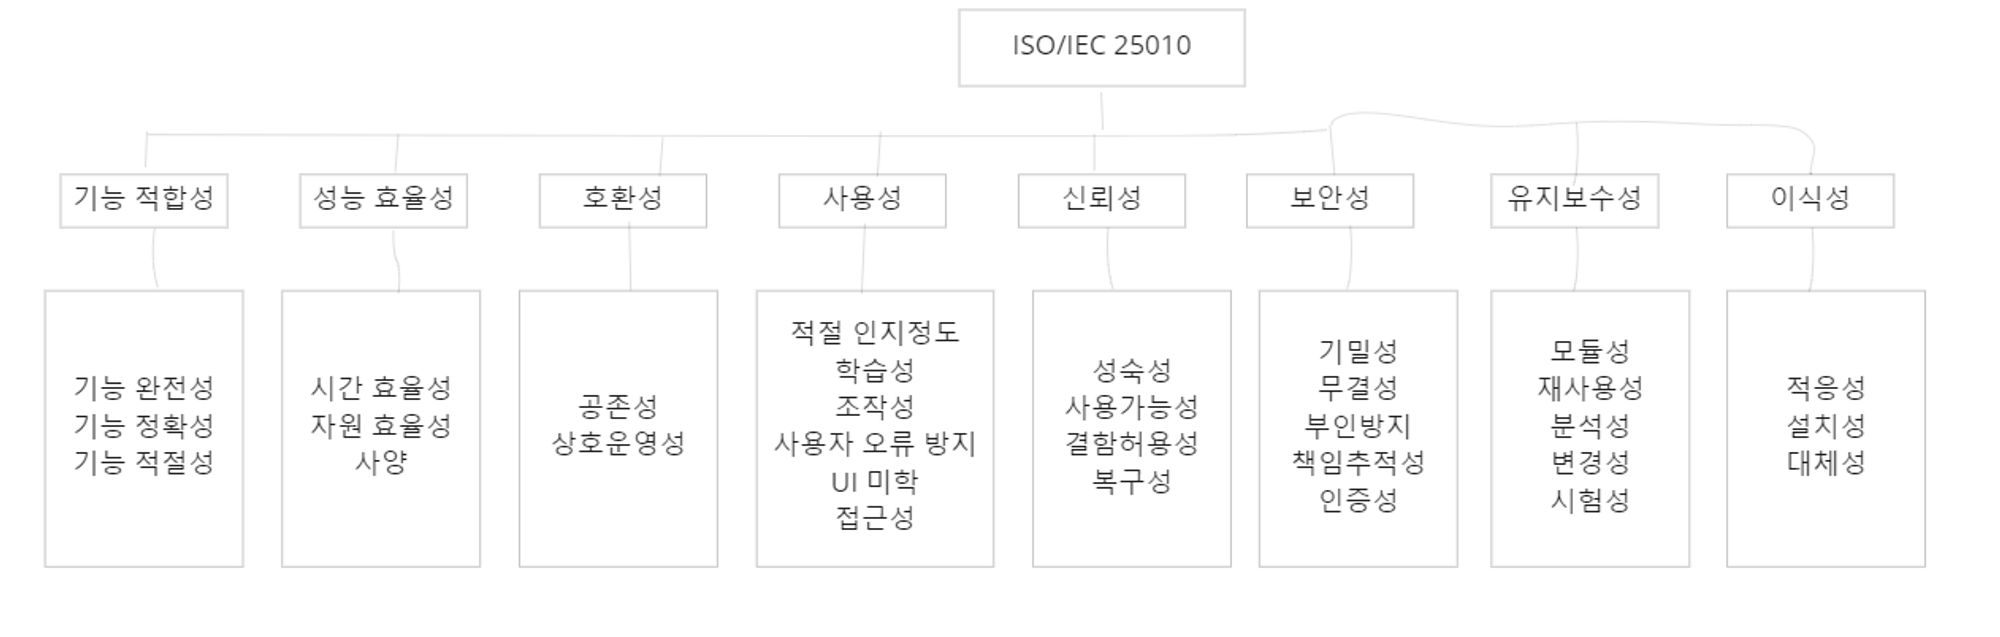 ISO/IEC 25010
기능 적합성
성능 효율성
호환성
사용성
신뢰성
보안성
유지보수성
이식성
기능 완전성
기능 정확성
기능 적절성
시간 효율성
자원 효율성
사양
공존성
상호운영성
적절 인지정도
학습성
조작성
사용자 오류 방지
UI 미학
접근성
성숙성
사용가능성
결함허용성
복구성
기밀성
무결성
부인방지
책임추적성
인증성
모듈성
재사용성
분석성
변경성
시험성
적응성
설치성
대체성